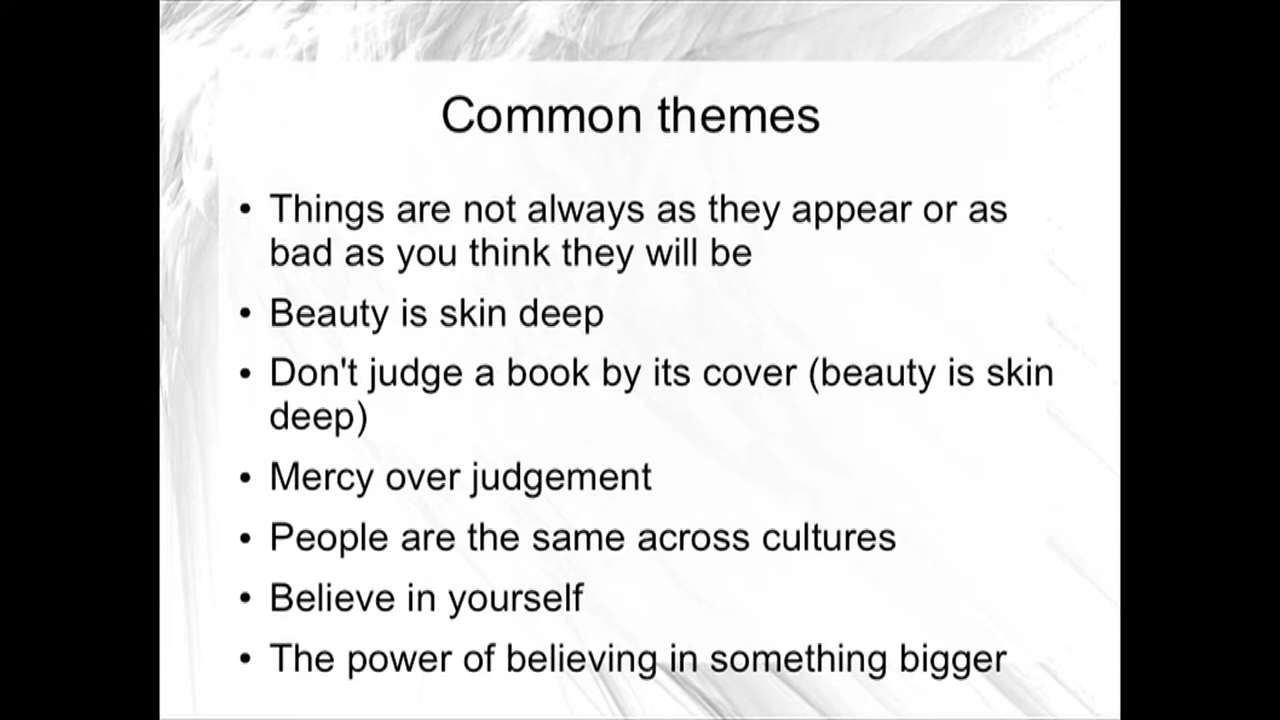 Common themes
• Things are not always as they appear or as
bad as you think they will be
• Beauty is skin deep
• Don't judge a book by its cover (beauty is skin
deep)
• Mercy over judgement
• People are the same across cultures
• Believe in yourself
• The power of believing in something bigger